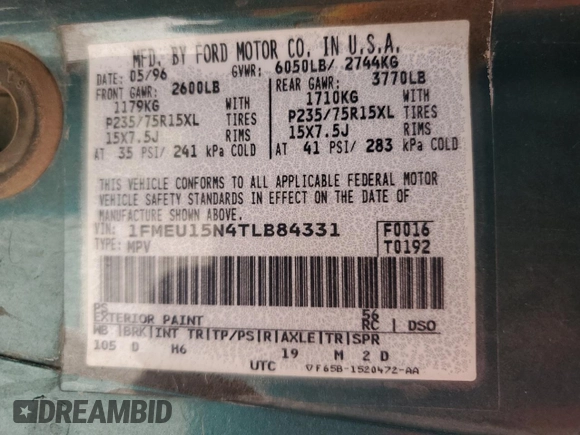 MFD. BY FORD MOTOR CO. IN U.S.A.
DATE: 05/96 GVWR: 6050LB/ 2744KG
FRONT GAWR: 2600LB REAR GAWR: 3770LB
1179KG WITH 1710KG WITH
P235/75R15XL TIRES P235/75R15XL TIRES
15X7.5J RIMS 15X7.5J RIMS
AT 35 PSI/ 241 kPa COLD AT 41 PSI/ 283 kPa COLD
THIS VEHICLE CONFORMS TO ALL APPLICABLE FEDERAL MOTOR
VEHICLE SAFETY STANDARDS IN EFFECT ON THE DATE OF
MANUFACTURE SHOWN ABOVE.
VIN: 1FMEU15N4TLB84331 F0016
TYPE: MPV T0192
PS 56
EXTERIOR PAINT RC DSO
WB BRK INT TR TP/PS R AXLE TR SPR
105 D H6 19 M 2 D
UTC F65B-1520472-AA
DREAMBID